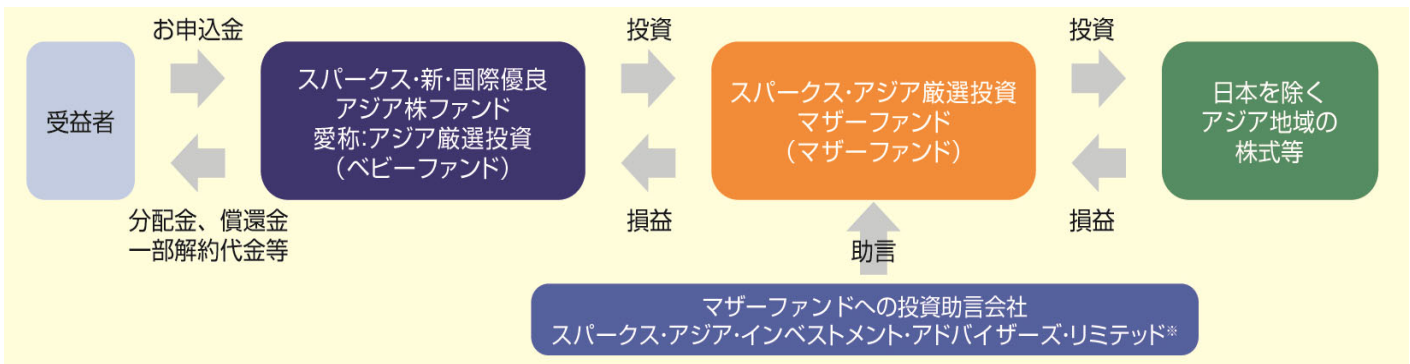 お申込金
投資
投資
受益者
スパークス・新・国際優良
アジア株ファンド
愛称:アジア厳選投資
(ベビーファンド)
スパークス・アジア厳選投資
マザーファンド
(マザーファンド)
日本を除く
アジア地域の
株式等
分配金、償還金
一部解約代金等
損益
損益
助言
マザーファンドへの投資助言会社
スパークス・アジア・インベストメント・アドバイザーズ・リミテッド※